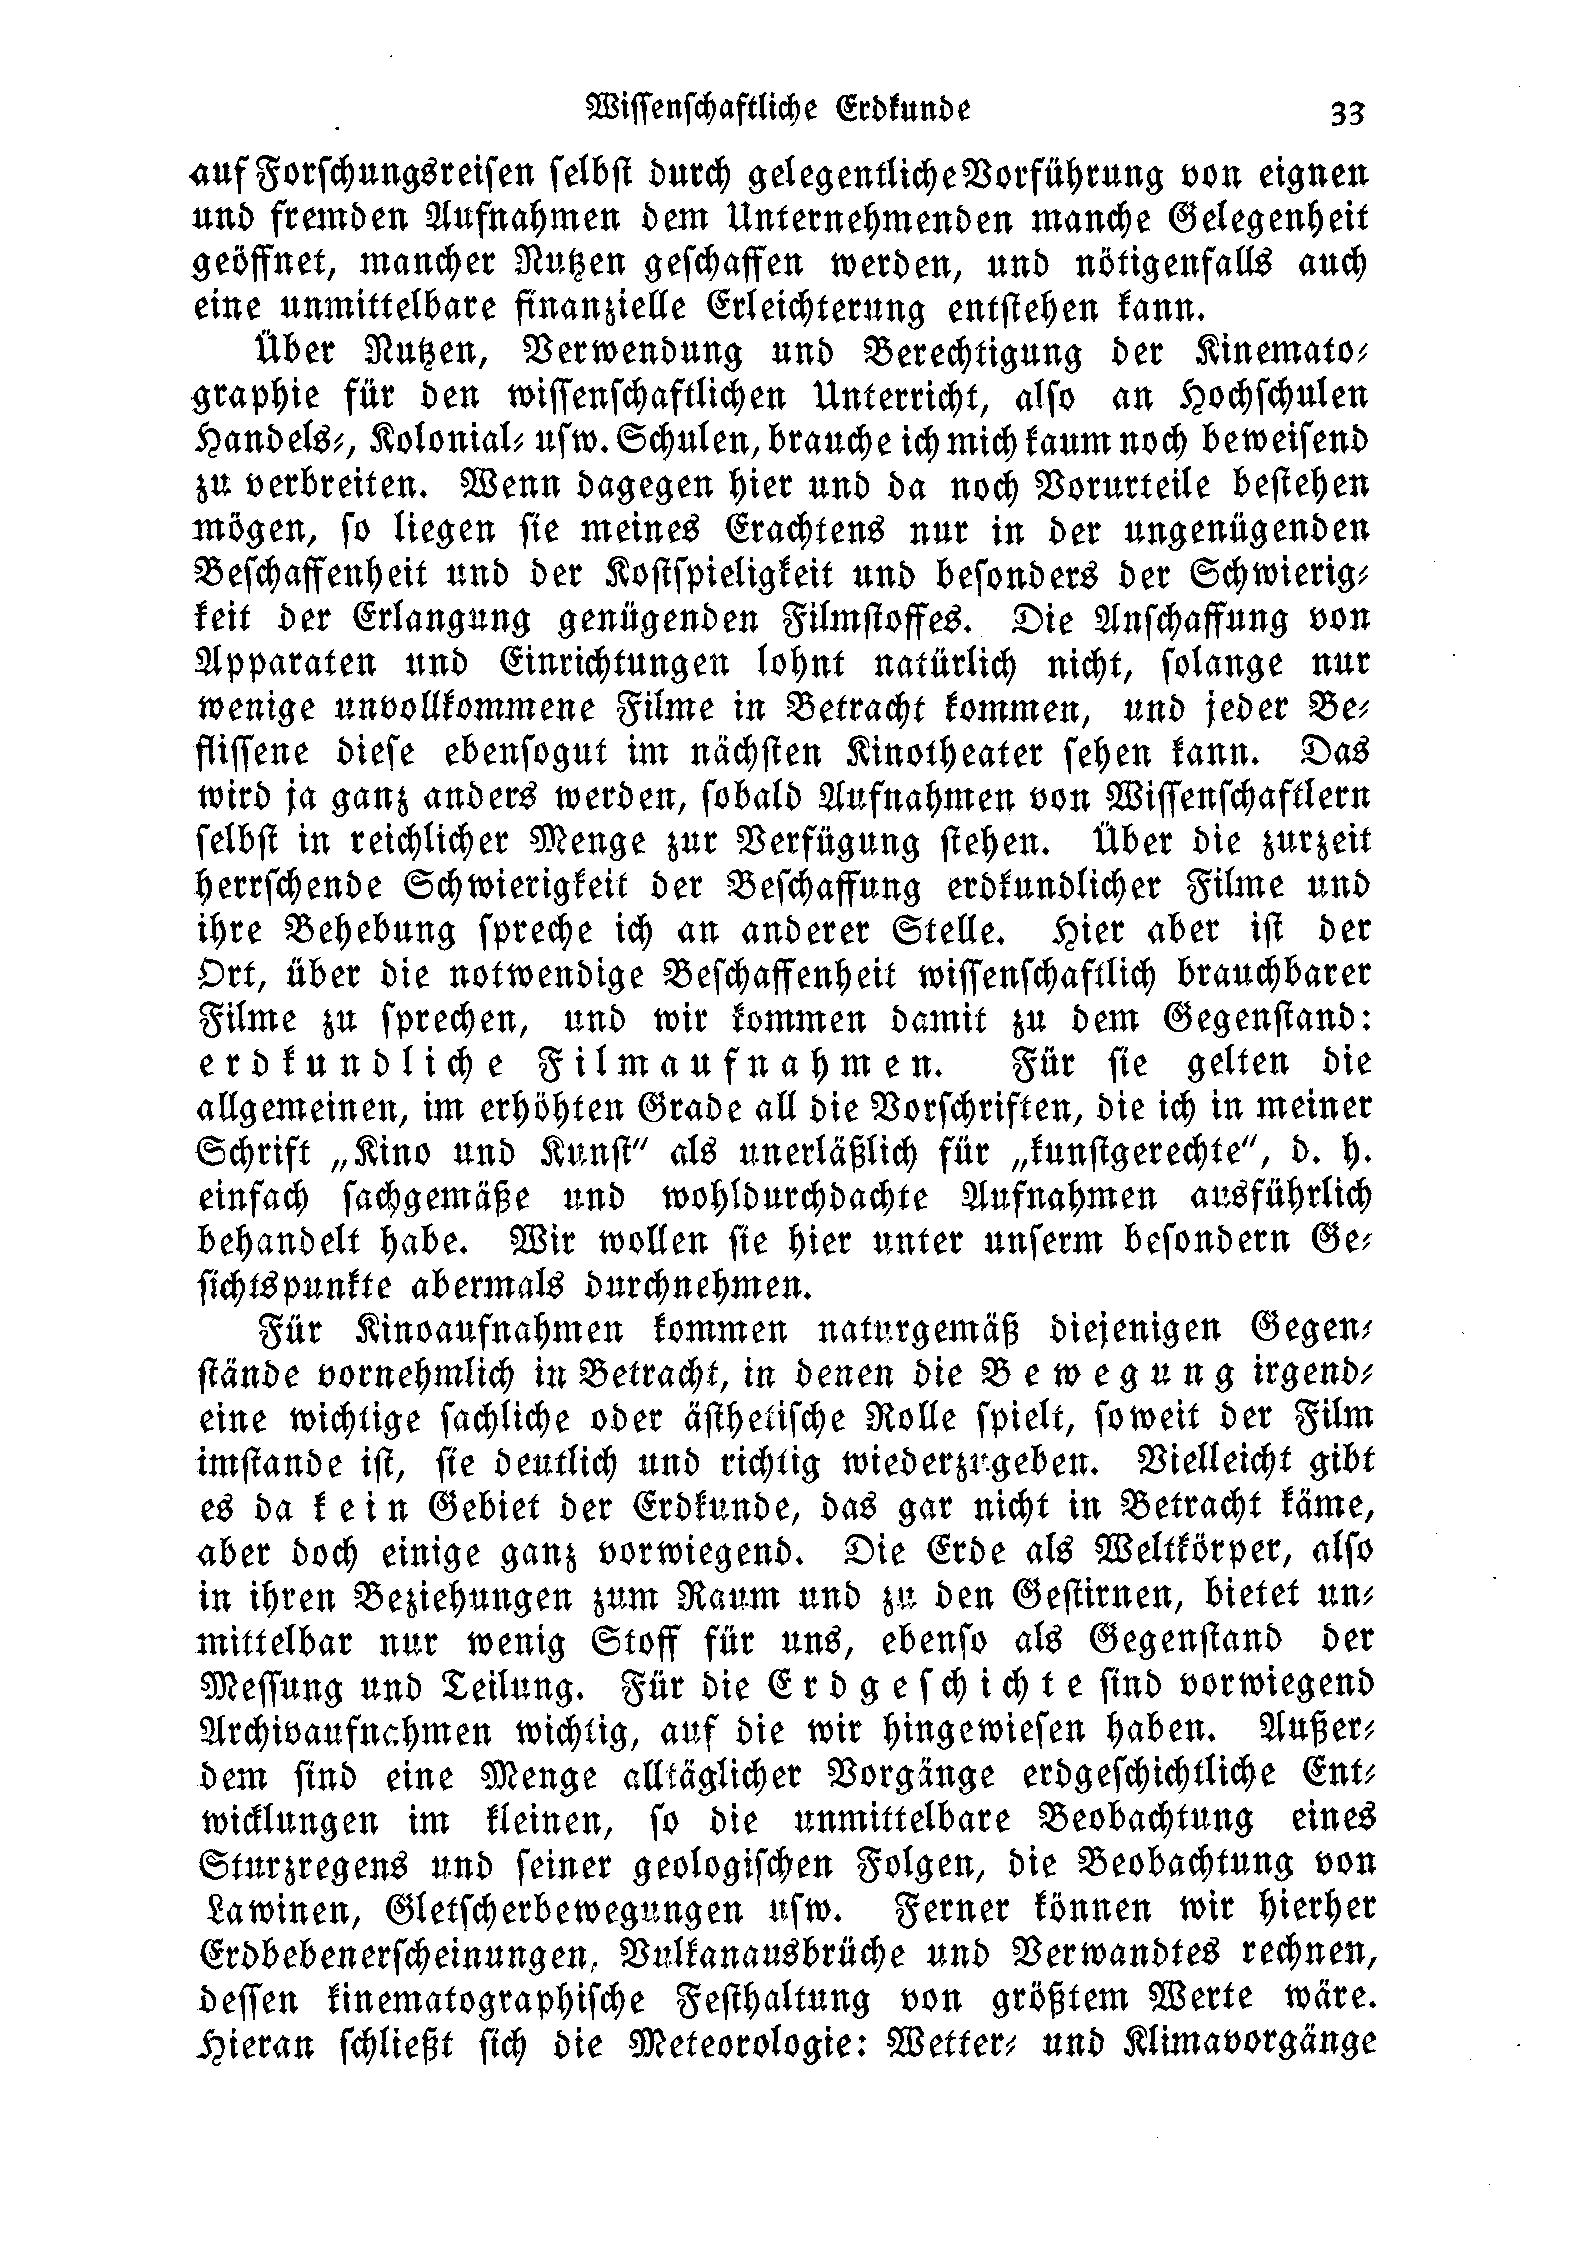 Wissenschaftliche Erdkunde 33
auf Forschungsreisen selbst durch gelegentliche Vorführung von eignen
und fremden Aufnahmen dem Unternehmenden manche Gelegenheit
geöffnet, mancher Nutzen geschaffen werden, und nötigenfalls auch
eine unmittelbare finanzielle Erleichterung entstehen kann.
Über Nutzen, Verwendung und Berechtigung der Kinemato-
graphie für den wissenschaftlichen Unterricht, also an Hochschulen
Handels-, Kolonial- usw. Schulen, brauche ich mich kaum noch beweisend
zu verbreiten. Wenn dagegen hier und da noch Vorurteile bestehen
mögen, so liegen sie meines Erachtens nur in der ungenügenden
Beschaffenheit und der Kostspieligkeit und besonders der Schwierig-
keit der Erlangung genügenden Filmstoffes. Die Anschaffung von
Apparaten und Einrichtungen lohnt natürlich nicht, solange nur
wenige unvollkommene Filme in Betracht kommen, und jeder Be-
flissene diese ebensogut im nächsten Kinotheater sehen kann. Das
wird ja ganz anders werden, sobald Aufnahmen von Wissenschaftlern
selbst in reichlicher Menge zur Verfügung stehen. Über die zurzeit
herrschende Schwierigkeit der Beschaffung erdkundlicher Filme und
ihre Behebung spreche ich an anderer Stelle. Hier aber ist der
Ort, über die notwendige Beschaffenheit wissenschaftlich brauchbarer
Filme zu sprechen, und wir kommen damit zu dem Gegenstand:
erdkundliche Filmaufnahmen. Für sie gelten die
allgemeinen, im erhöhten Grade all die Vorschriften, die ich in meiner
Schrift „Kino und Kunst“ als unerläßlich für „kunstgerechte“, d. h.
einfach sachgemäße und wohldurchdachte Aufnahmen ausführlich
behandelt habe. Wir wollen sie hier unter unserm besondern Ge-
sichtspunkte abermals durchnehmen.
Für Kinoaufnahmen kommen naturgemäß diejenigen Gegen-
stände vornehmlich in Betracht, in denen die Bewegung irgend-
eine wichtige sachliche oder ästhetische Rolle spielt, soweit der Film
imstande ist, sie deutlich und richtig wiederzugeben. Vielleicht gibt
es da kein Gebiet der Erdkunde, das gar nicht in Betracht käme,
aber doch einige ganz vorwiegend. Die Erde als Weltkörper, also
in ihren Beziehungen zum Raum und zu den Gestirnen, bietet un-
mittelbar nur wenig Stoff für uns, ebenso als Gegenstand der
Messung und Teilung. Für die Erdgeschichte sind vorwiegend
Archivaufnahmen wichtig, auf die wir hingewiesen haben. Außer-
dem sind eine Menge alltäglicher Vorgänge erdgeschichtliche Ent-
wicklungen im kleinen, so die unmittelbare Beobachtung eines
Sturzregens und seiner geologischen Folgen, die Beobachtung von
Lawinen, Gletscherbewegungen usw. Ferner können wir hierher
Erdbebenerscheinungen, Vulkanausbrüche und Verwandtes rechnen,
dessen kinematographische Festhaltung von größtem Werte wäre.
Hieran schließt sich die Meteorologie: Wetter- und Klimavorgänge